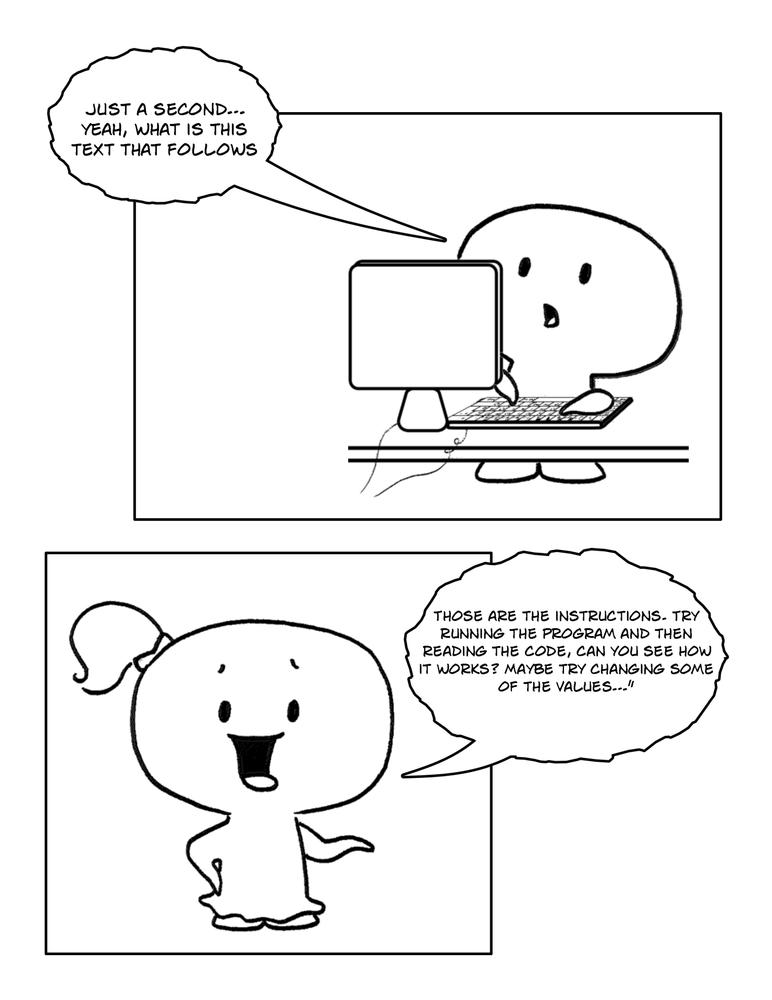 JUST A SECOND...
YEAH, WHAT IS THIS
TEXT THAT FOLLOWS
THOSE ARE THE INSTRUCTIONS. TRY
RUNNING THE PROGRAM AND THEN
READING THE CODE, CAN YOU SEE HOW
IT WORKS? MAYBE TRY CHANGING SOME
OF THE VALUES..."